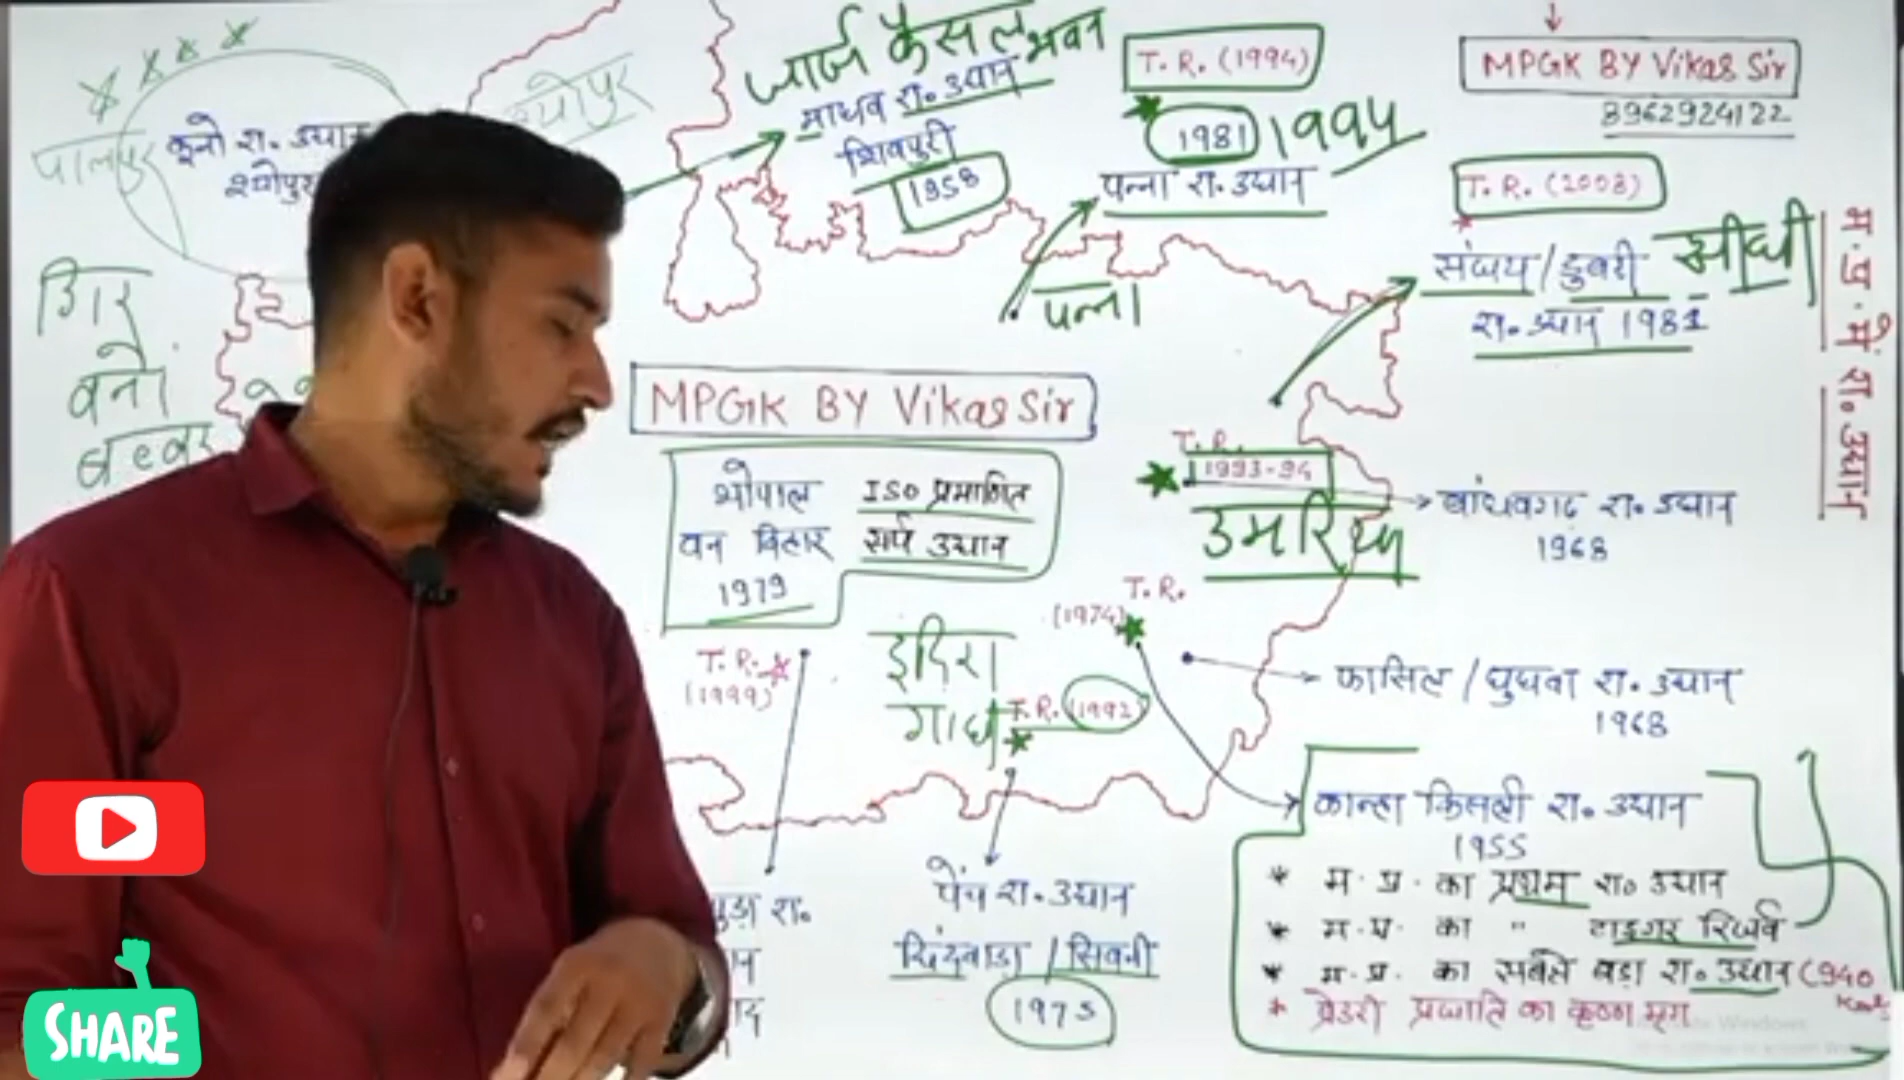 जार्ज कैसल भवन
माधव रा. उद्यान
शिवपुरी
1958
T. R. (1994)
1981
1994
पन्ना रा. उद्यान
पन्ना
MPGK BY Vikas Sir
8962924122
T. R. (2008)
संजय / डुबरी सीधी
रा. उद्यान 1981
म. प्र. में रा. उद्यान
श्योपुर
पालपुर
कूनो रा. उद्यान
श्योपुर
गिर
वनो
MPGK BY Vikas Sir
भोपाल ISO प्रमाणित
वन विहार सर्प उद्यान
1979
T. R.
1993-94
उमरिया
बांधवगढ़ रा. उद्यान
1968
T. R.
(1974)
फासिल / घुघवा रा. उद्यान
1968
T. R.
(1999)
इंदिरा
गांधी
T. R. (1992)
पेंच रा. उद्यान
छिंदवाड़ा / सिवनी
1975
पुड़ा रा.
कान्हा किसली रा. उद्यान
1955
* म. प्र. का प्रथम रा० उद्यान
* म. प्र. का " टाइगर रिजर्व
* म. प्र. का सबसे बड़ा रा. उद्यान (940
* ब्रेडरी प्रजाति का कृष्ण मृग
SHARE